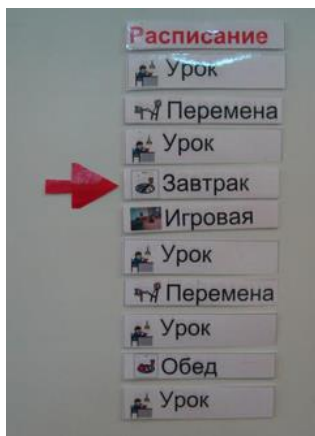 Расписание
Урок
Перемена
Урок
Завтрак
Игровая
Урок
Перемена
Урок
Обед
Урок